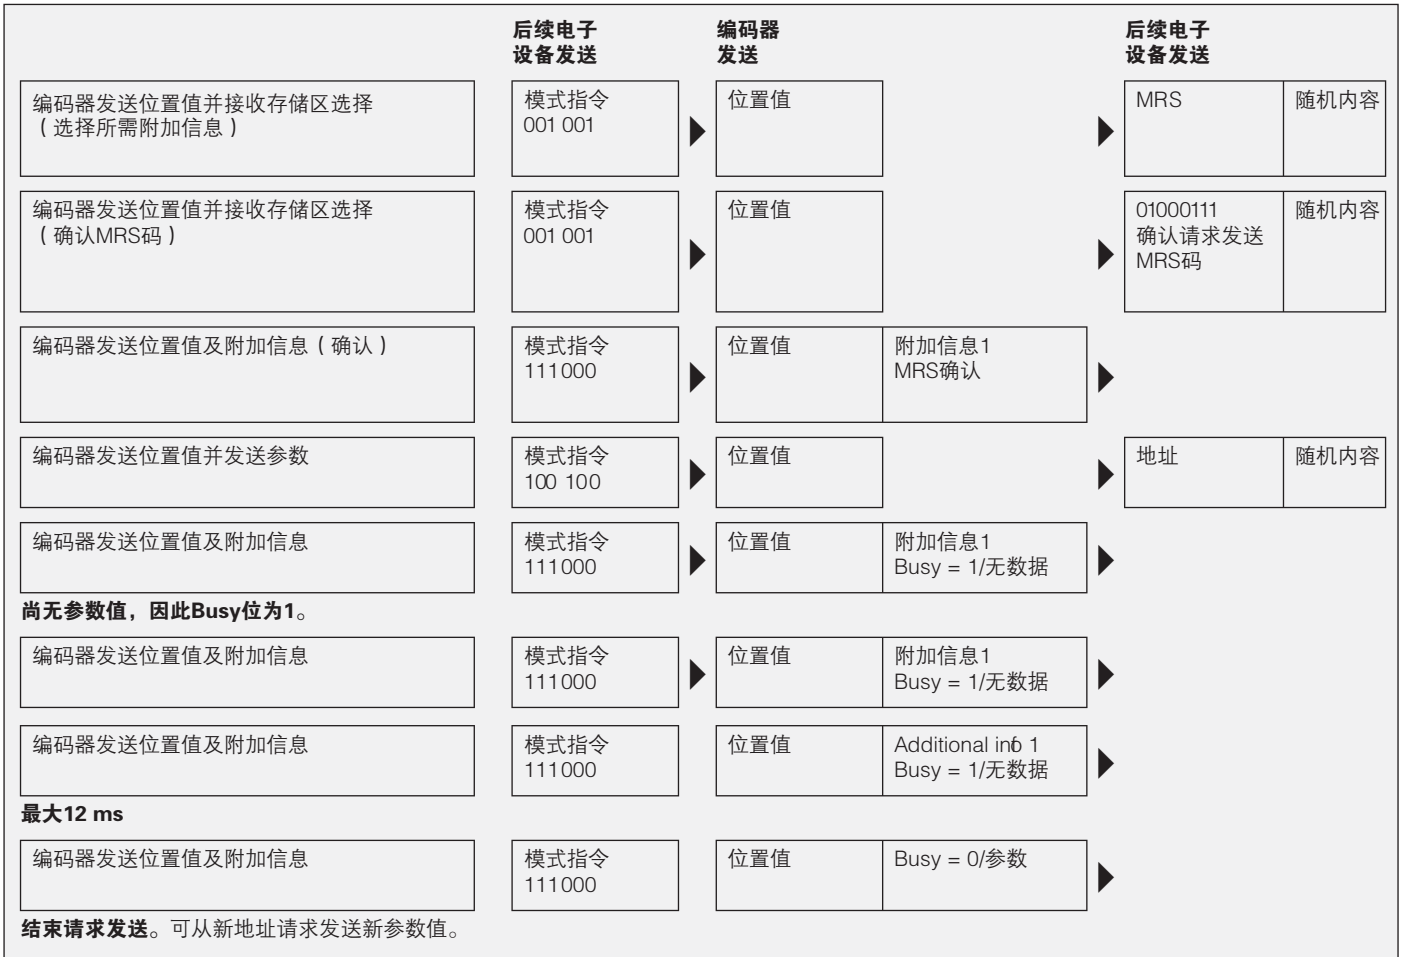 后续电子
设备发送
编码器
发送
后续电子
设备发送
编码器发送位置值并接收存储区选择
（选择所需附加信息）
模式指令
001 001
位置值
MRS
随机内容
编码器发送位置值并接收存储区选择
（确认MRS码）
模式指令
001 001
位置值
01000111
确认请求发送
MRS码
随机内容
编码器发送位置值及附加信息（确认）
模式指令
111000
位置值
附加信息1
MRS确认
编码器发送位置值并发送参数
模式指令
100 100
位置值
地址
随机内容
编码器发送位置值及附加信息
模式指令
111000
位置值
附加信息1
Busy = 1/无数据
尚无参数值，因此Busy位为1。
编码器发送位置值及附加信息
模式指令
111000
位置值
附加信息1
Busy = 1/无数据
编码器发送位置值及附加信息
模式指令
111000
位置值
Additional info 1
Busy = 1/无数据
最大12 ms
编码器发送位置值及附加信息
模式指令
111000
位置值
Busy = 0/参数
结束请求发送。可从新地址请求发送新参数值。